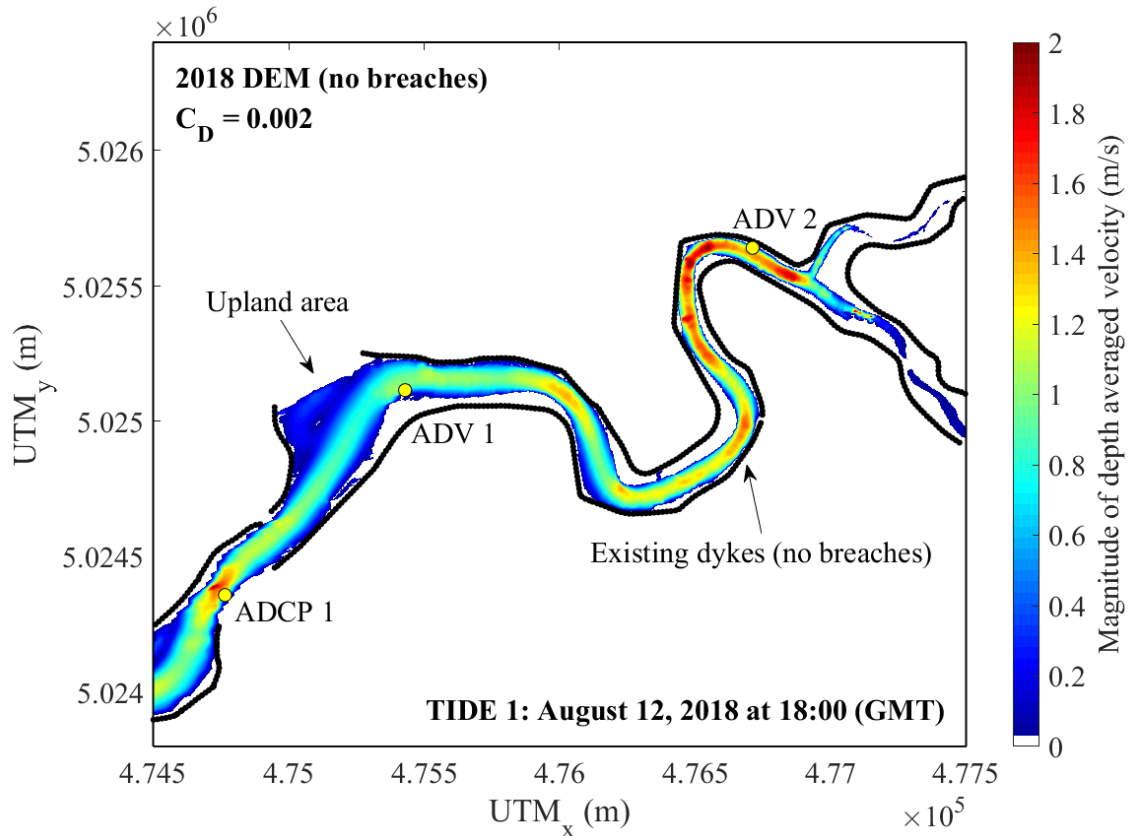 ×10⁶
2018 DEM (no breaches)
C_D = 0.002
5.026
5.0255
5.025
5.0245
5.024
UTM_y (m)
Upland area
ADV 2
ADV 1
Existing dykes (no breaches)
ADCP 1
TIDE 1: August 12, 2018 at 18:00 (GMT)
4.745
4.75
4.755
4.76
4.765
4.77
4.775
UTM_x (m)
×10⁵
2
1.8
1.6
1.4
1.2
1
0.8
0.6
0.4
0.2
0
Magnitude of depth averaged velocity (m/s)